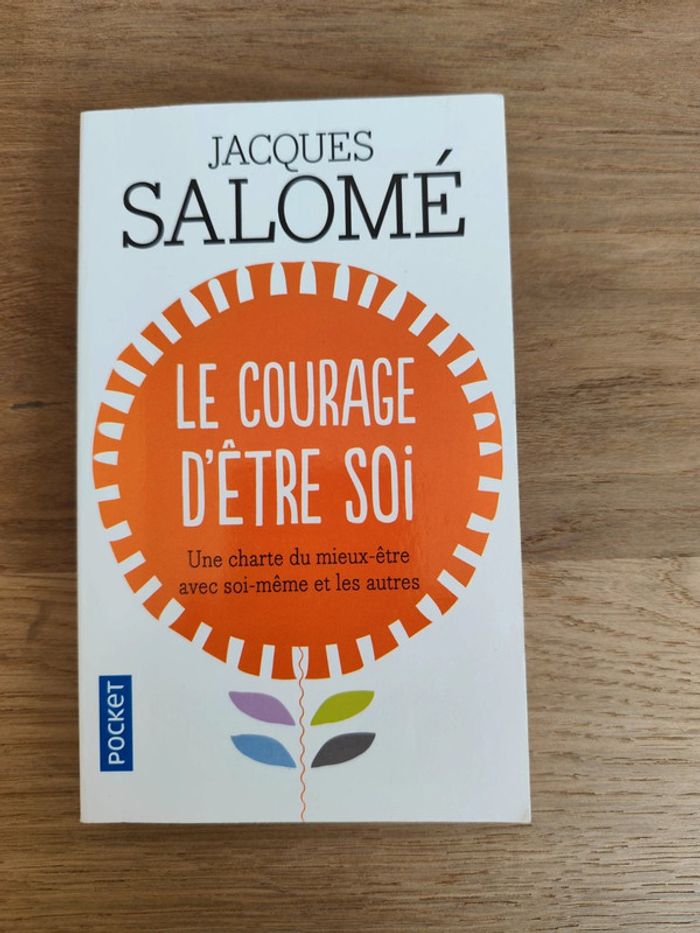 JACQUES
SALOMÉ
LE COURAGE
D'ÊTRE SOi
Une charte du mieux-être
avec soi-même et les autres
POCKET